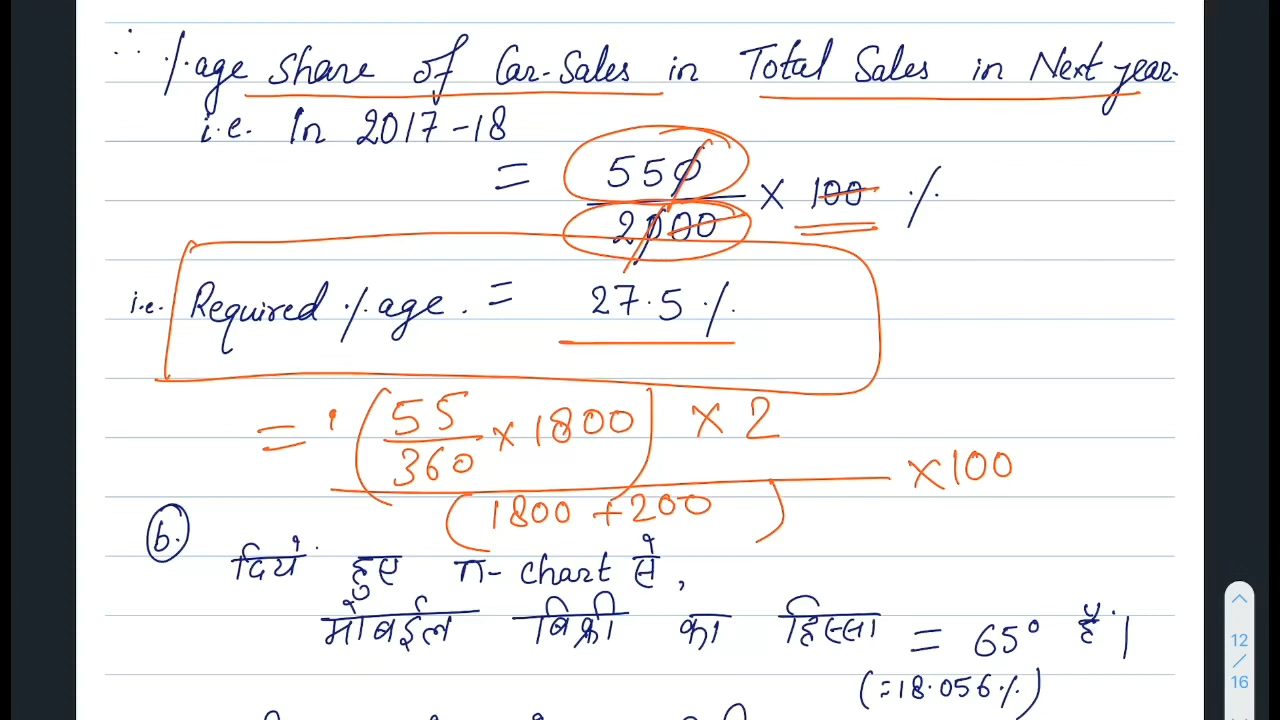 ∴ %age share of Car-Sales in Total Sales in Next year.
i.e. In 2017-18
= 550/2000 × 100 %
i.e. Required %age. = 27.5 %
= (55/360 × 1800) × 2 / (1800 + 200) × 100
(b.)
दिये हुए π-chart से,
मोबाईल बिक्री का हिस्सा = 65° है।
(=18.056%)
12
/
16